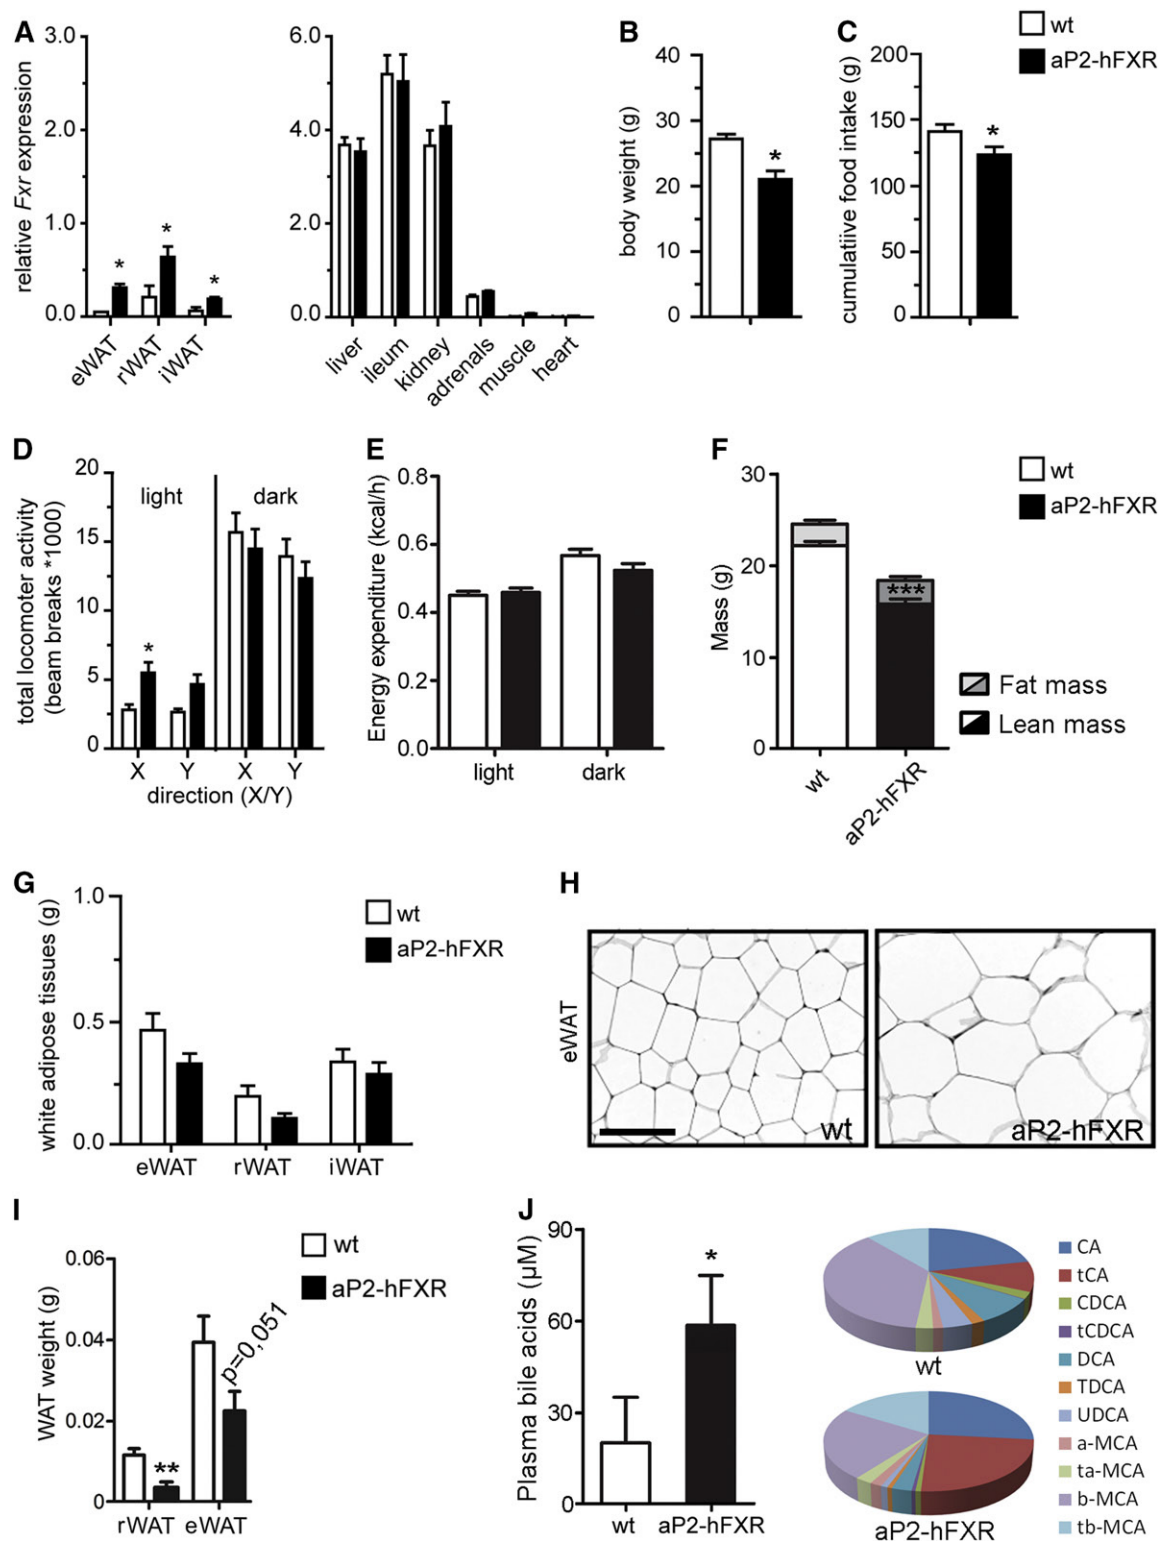 A
relative Fxr expression
3.0
2.0
1.0
0.0
*
*
*
eWAT
rWAT
iWAT
6.0
4.0
2.0
0.0
liver
ileum
kidney
adrenals
muscle
heart
B
body weight (g)
40
30
20
10
0
*
C
cumulatiive food intake (g)
200
150
100
50
0
*
wt
aP2-hFXR
D
total locomoter activity
(beam breaks *1000)
20
15
10
5
0
light
dark
*
X
Y
X
Y
direction (X/Y)
E
Energy expenditure (kcal/h)
0.8
0.6
0.4
0.2
0.0
light
dark
F
Mass (g)
30
20
10
0
***
wt
aP2-hFXR
wt
aP2-hFXR
Fat mass
Lean mass
G
white adipose tissues (g)
1.0
0.5
0.0
wt
aP2-hFXR
eWAT
rWAT
iWAT
H
eWAT
wt
aP2-hFXR
I
WAT weight (g)
0.06
0.04
0.02
0
wt
aP2-hFXR
**
p=0,051
rWAT
eWAT
J
Plasma bile acids (µM)
90
60
30
0
*
wt
aP2-hFXR
wt
aP2-hFXR
CA
tCA
CDCA
tCDCA
DCA
TDCA
UDCA
a-MCA
ta-MCA
b-MCA
tb-MCA